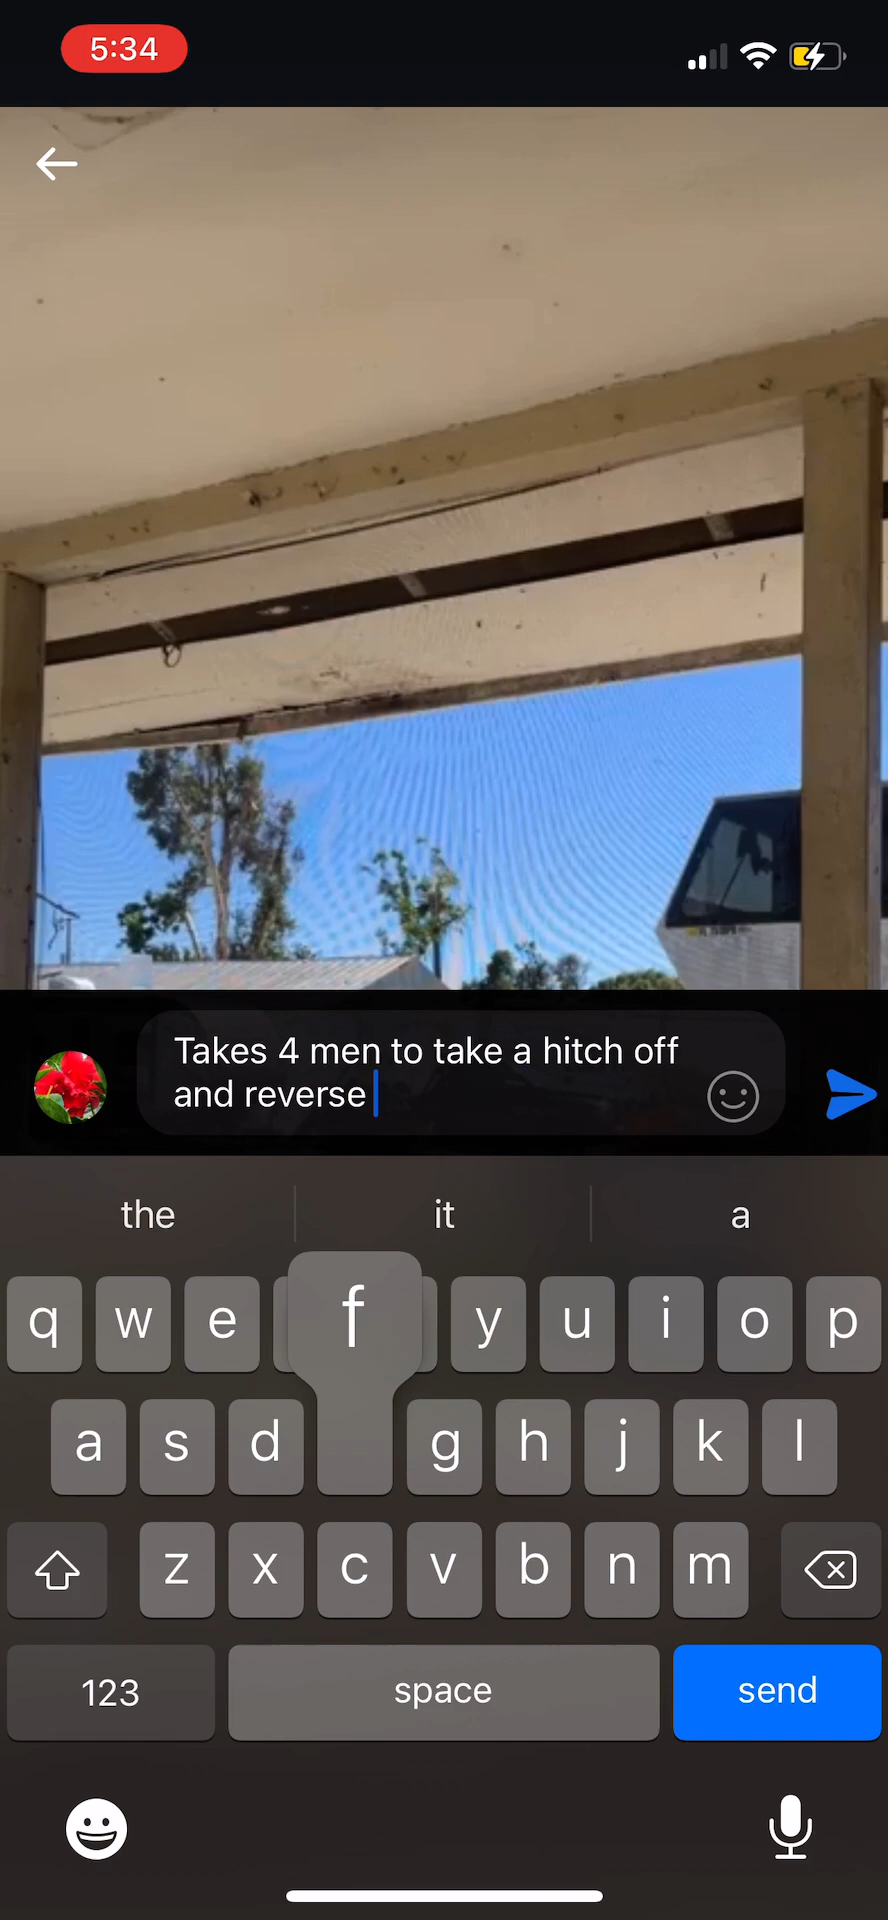 5:34
Takes 4 men to take a hitch off
and reverse
the it a
q w e f y u i o p
a s d g h j k l
z x c v b n m
123 space send